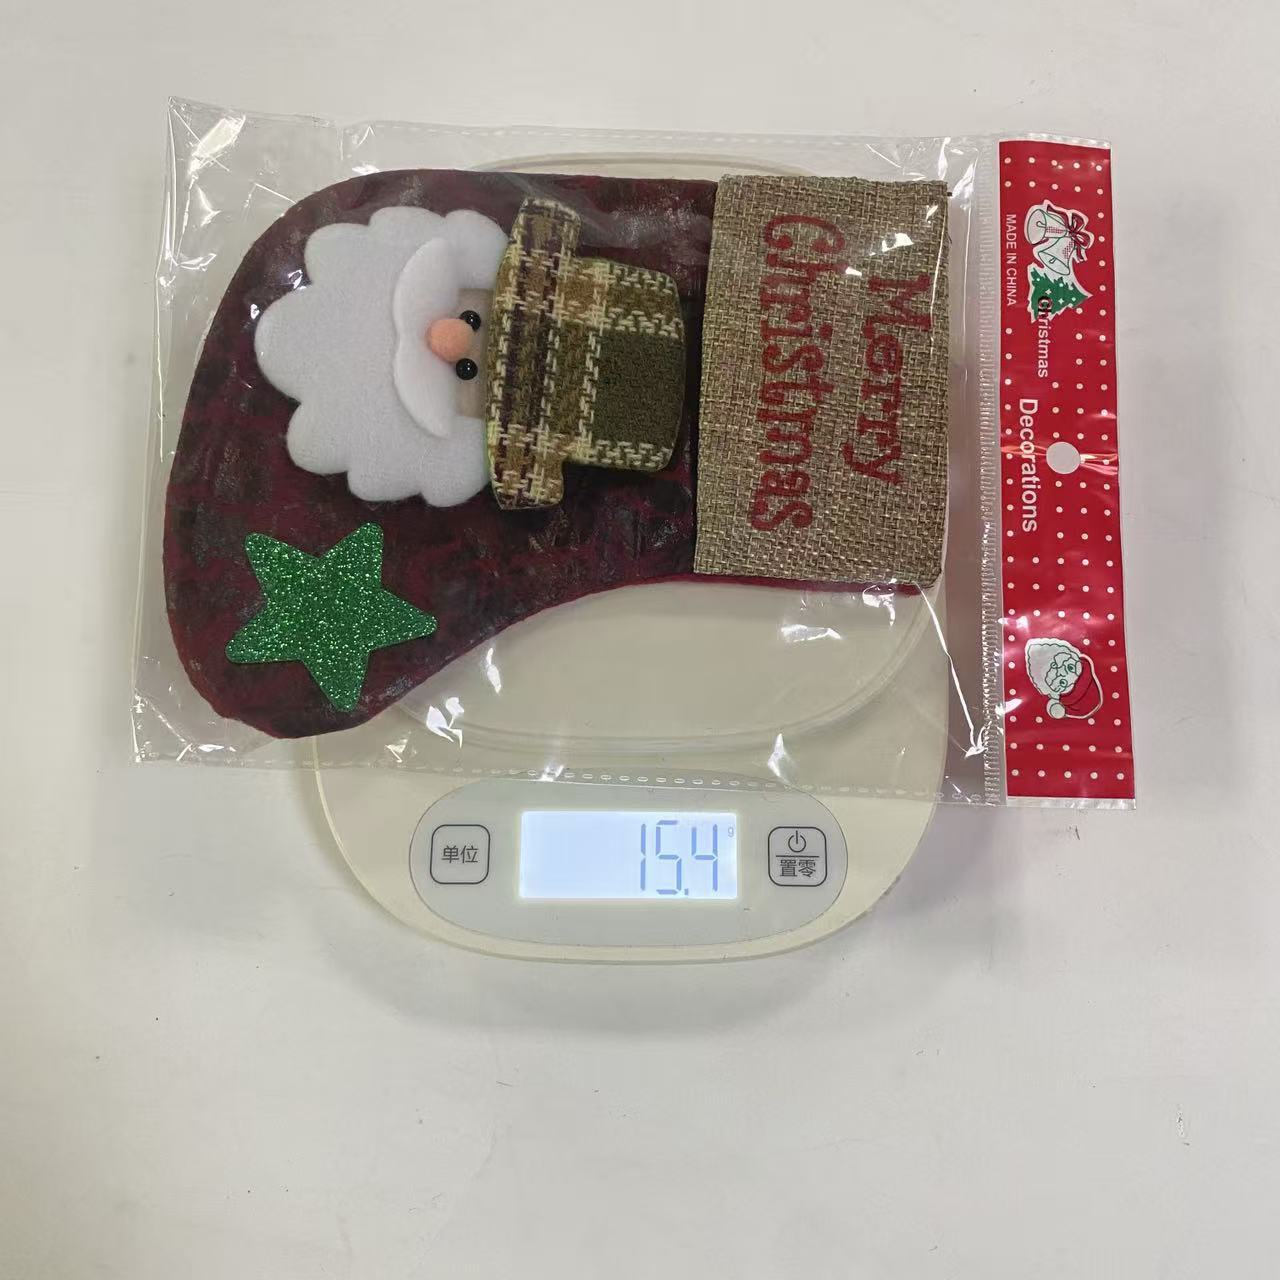 Merry
Christmas
MADE IN CHINA
Christmas
Decorations
单位
15.4
g
置零